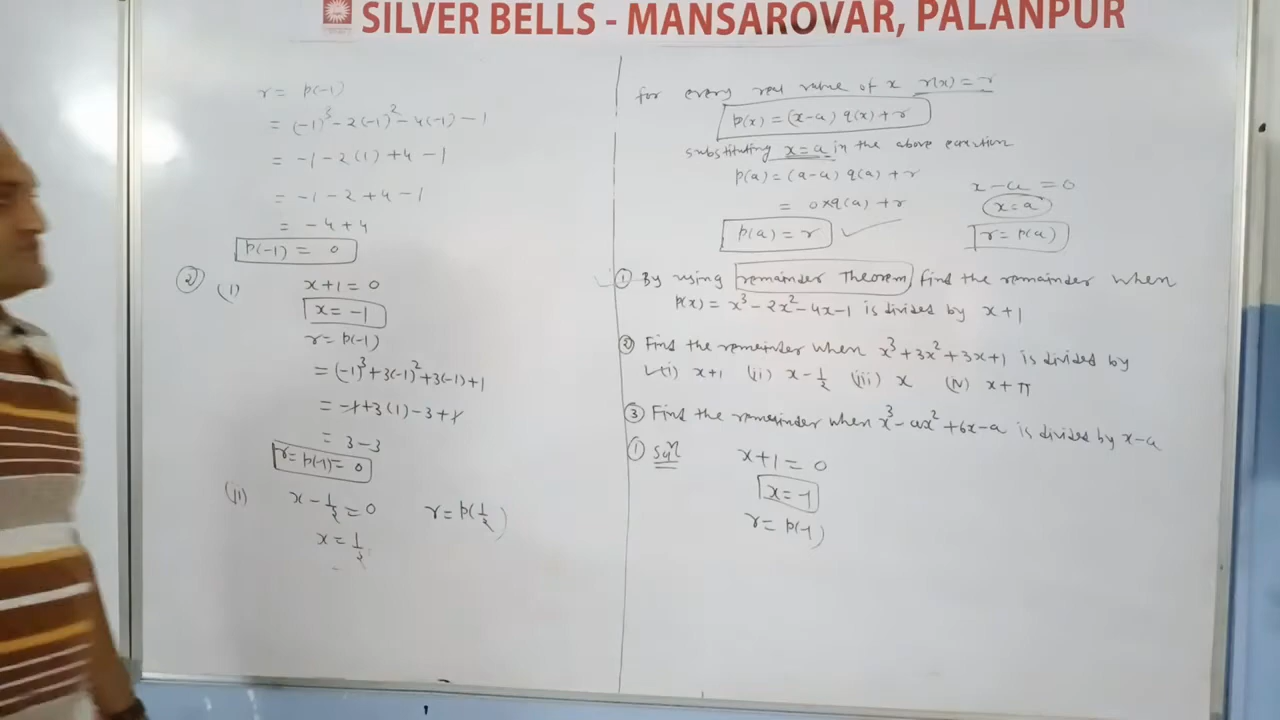 SILVER BELLS - MANSAROVAR, PALANPUR
r = p(-1)
= (-1)³ - 2(-1)² - 4(-1) - 1
= -1 - 2(1) + 4 - 1
= -1 - 2 + 4 - 1
= -4 + 4
p(-1) = 0
② (i) x + 1 = 0
x = -1
r = p(-1)
= (-1)³ + 3(-1)² + 3(-1) + 1
= -1 + 3(1) - 3 + 1
= 3 - 3
r = p(-1) = 0
(ii) x - 1/2 = 0 r = p(1/2)
x = 1/2
for every real value of x r(x) = r
p(x) = (x-a) q(x) + r
substituting x = a in the above equation
p(a) = (a-a) q(a) + r
x - a = 0
= 0×q(a) + r
x = a
p(a) = r ✓
r = p(a)
① By using remainder Theorem find the remainder when
p(x) = x³ - 2x² - 4x - 1 is divided by x + 1
② Find the remainder when x³ + 3x² + 3x + 1 is divided by
✓(i) x+1 (ii) x - 1/2 (iii) x (iv) x + π
③ Find the remainder when x³ - ax² + 6x - a is divided by x - a
① Solⁿ x + 1 = 0
x = -1
r = p(-1)